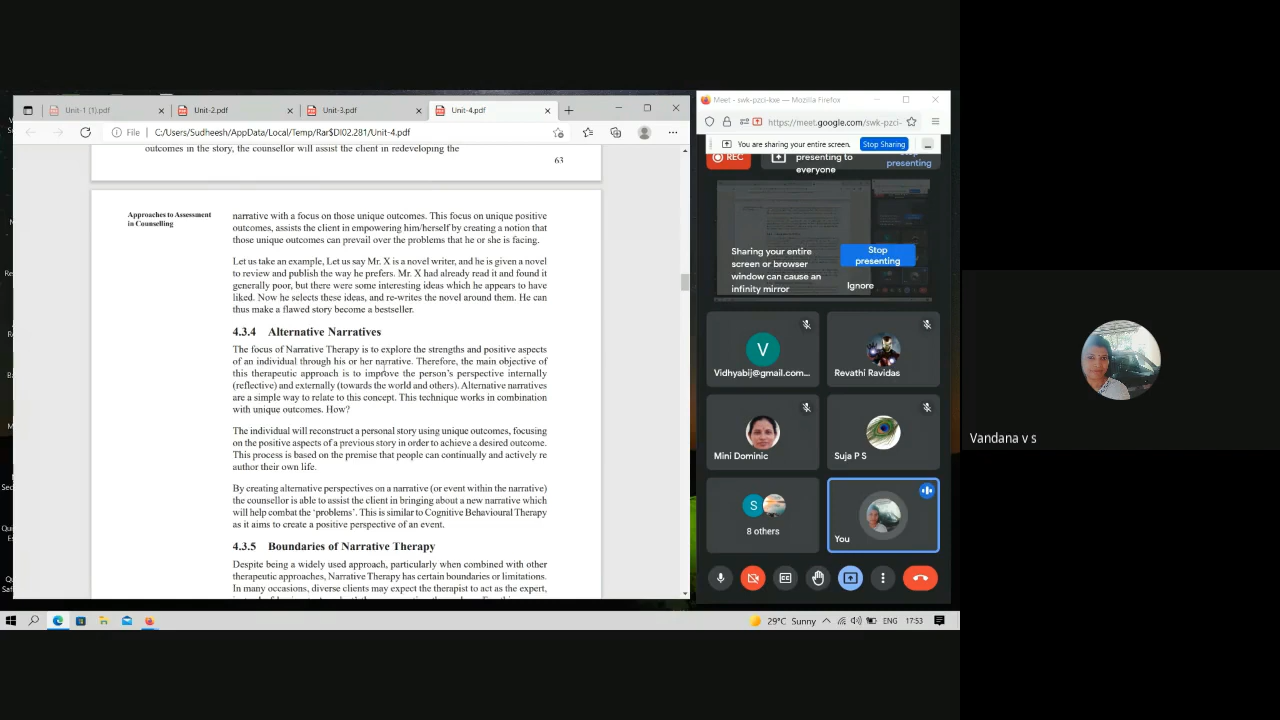 Unit-1 (1).pdf
Unit-2.pdf
Unit-3.pdf
Unit-4.pdf
File
C:/Users/Sudheesh/AppData/Local/Temp/Rar$DI02.281/Unit-4.pdf
outcomes in the story, the counsellor will assist the client in redeveloping the
63
Approaches to Assessment
in Counselling
narrative with a focus on those unique outcomes. This focus on unique positive
outcomes, assists the client in empowering him/herself by creating a notion that
those unique outcomes can prevail over the problems that he or she is facing.
Let us take an example, Let us say Mr. X is a novel writer, and he is given a novel
to review and publish the way he prefers. Mr. X had already read it and found it
generally poor, but there were some interesting ideas which he appears to have
liked. Now he selects these ideas, and re-writes the novel around them. He can
thus make a flawed story become a bestseller.
4.3.4 Alternative Narratives
The focus of Narrative Therapy is to explore the strengths and positive aspects
of an individual through his or her narrative. Therefore, the main objective of
this therapeutic approach is to improve the person's perspective internally
(reflective) and externally (towards the world and others). Alternative narratives
are a simple way to relate to this concept. This technique works in combination
with unique outcomes. How?
The individual will reconstruct a personal story using unique outcomes, focusing
on the positive aspects of a previous story in order to achieve a desired outcome.
This process is based on the premise that people can continually and actively re
author their own life.
By creating alternative perspectives on a narrative (or event within the narrative)
the counsellor is able to assist the client in bringing about a new narrative which
will help combat the 'problems'. This is similar to Cognitive Behavioural Therapy
as it aims to create a positive perspective of an event.
4.3.5 Boundaries of Narrative Therapy
Despite being a widely used approach, particularly when combined with other
therapeutic approaches, Narrative Therapy has certain boundaries or limitations.
In many occasions, diverse clients may expect the therapist to act as the expert,
Meet - swk-pzci-kxe — Mozilla Firefox
https://meet.google.com/swk-pzci-
You are sharing your entire screen.
Stop Sharing
REC
presenting to
everyone
presenting
Sharing your entire
screen or browser
window can cause an
infinity mirror
Stop
presenting
Ignore
V
Vidhyabij@gmail.com...
Revathi Ravidas
Mini Dominic
Suja P S
S
8 others
You
Vandana v s
29°C Sunny
ENG
17:53